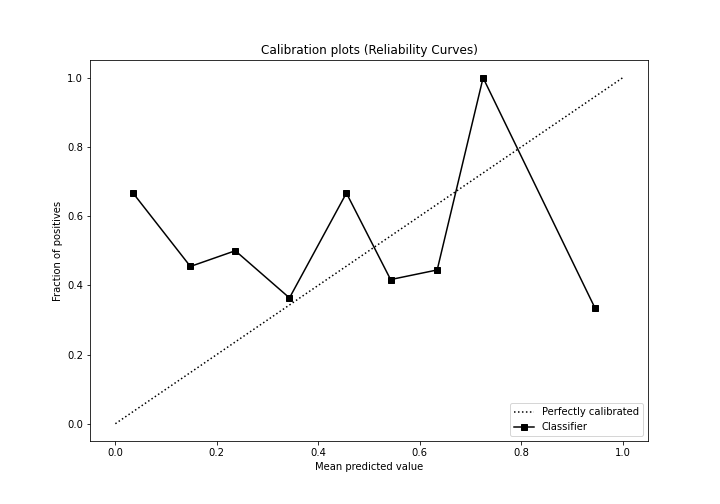 Calibration plots (Reliability Curves)
Fraction of positives
1.0
0.8
0.6
0.4
0.2
0.0
0.0 0.2 0.4 0.6 0.8 1.0
Mean predicted value
Perfectly calibrated
Classifier